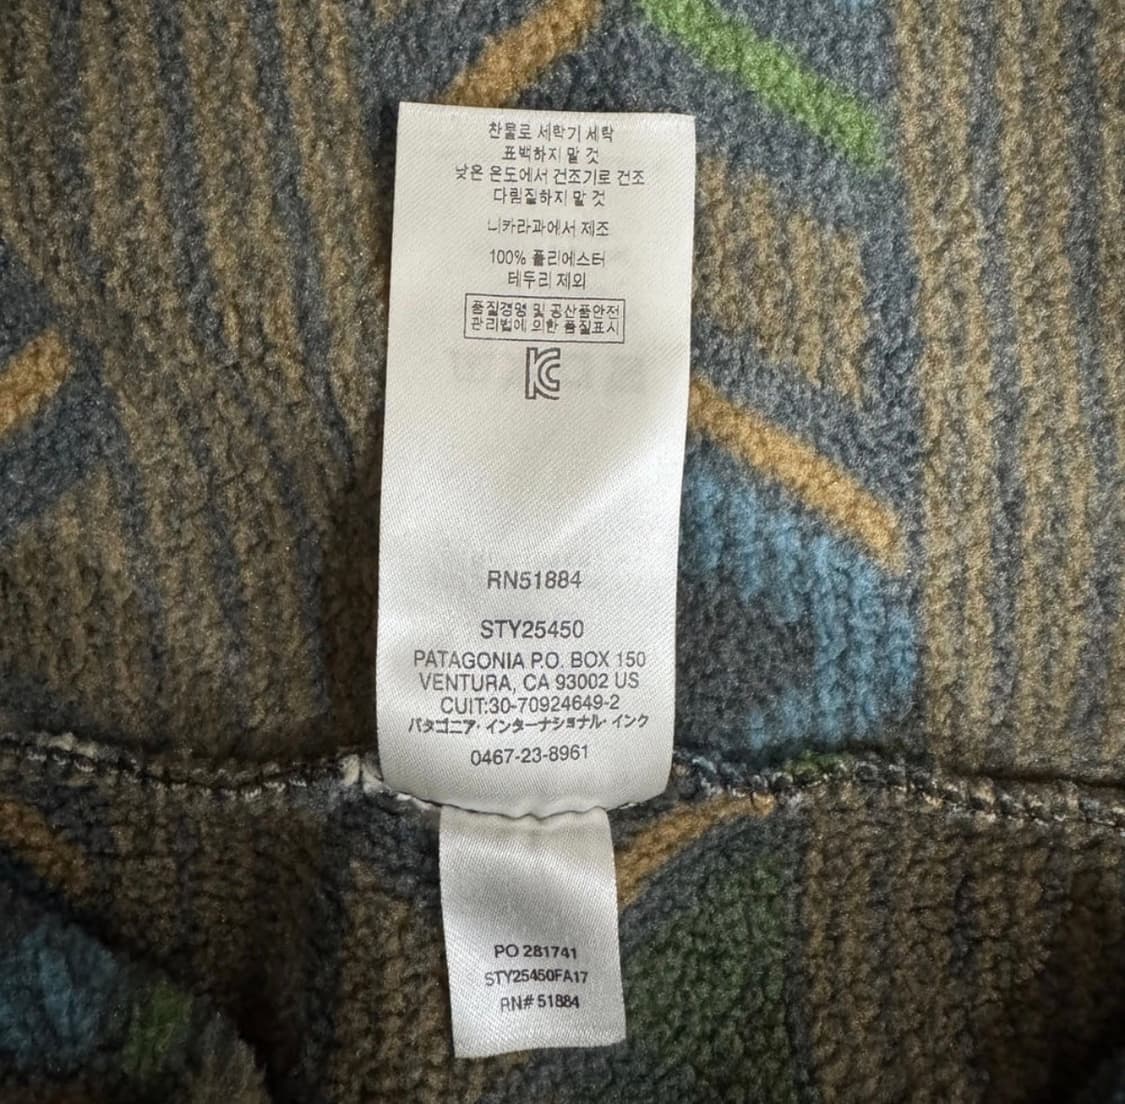 찬물로 세탁기 세탁
표백하지 말 것
낮은 온도에서 건조기로 건조
다림질하지 말 것
니카라과에서 제조
100% 폴리에스터
테두리 제외
품질경영 및 공산품안전
관리법에 의한 품질표시
KC
RN51884
STY25450
PATAGONIA P.O. BOX 150
VENTURA, CA 93002 US
CUIT:30-70924649-2
パタゴニア・インターナショナル・インク
0467-23-8961
PO 281741
STY25450FA17
RN# 51884